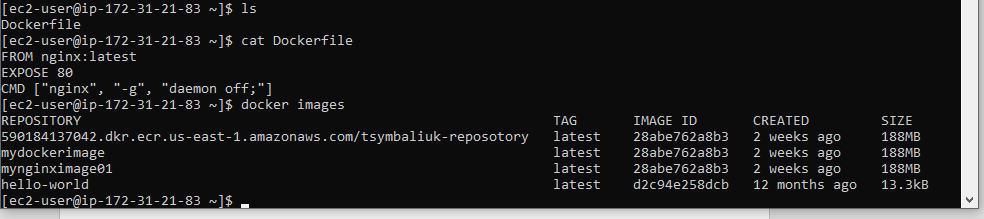 [ec2-user@ip-172-31-21-83 ~]$ ls
Dockerfile
[ec2-user@ip-172-31-21-83 ~]$ cat Dockerfile
FROM nginx:latest
EXPOSE 80
CMD ["nginx", "-g", "daemon off;"]
[ec2-user@ip-172-31-21-83 ~]$ docker images
REPOSITORY TAG IMAGE ID CREATED SIZE
590184137042.dkr.ecr.us-east-1.amazonaws.com/tsymbaliuk-reposotory latest 28abe762a8b3 2 weeks ago 188MB
mydockerimage latest 28abe762a8b3 2 weeks ago 188MB
mynginximage01 latest 28abe762a8b3 2 weeks ago 188MB
hello-world latest d2c94e258dcb 12 months ago 13.3kB
[ec2-user@ip-172-31-21-83 ~]$